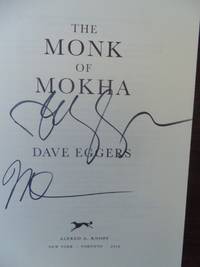 THE
MONK
OF
MOKHA
DAVE EGGERS
ALFRED A. KNOPF
NEW YORK · TORONTO · 2018